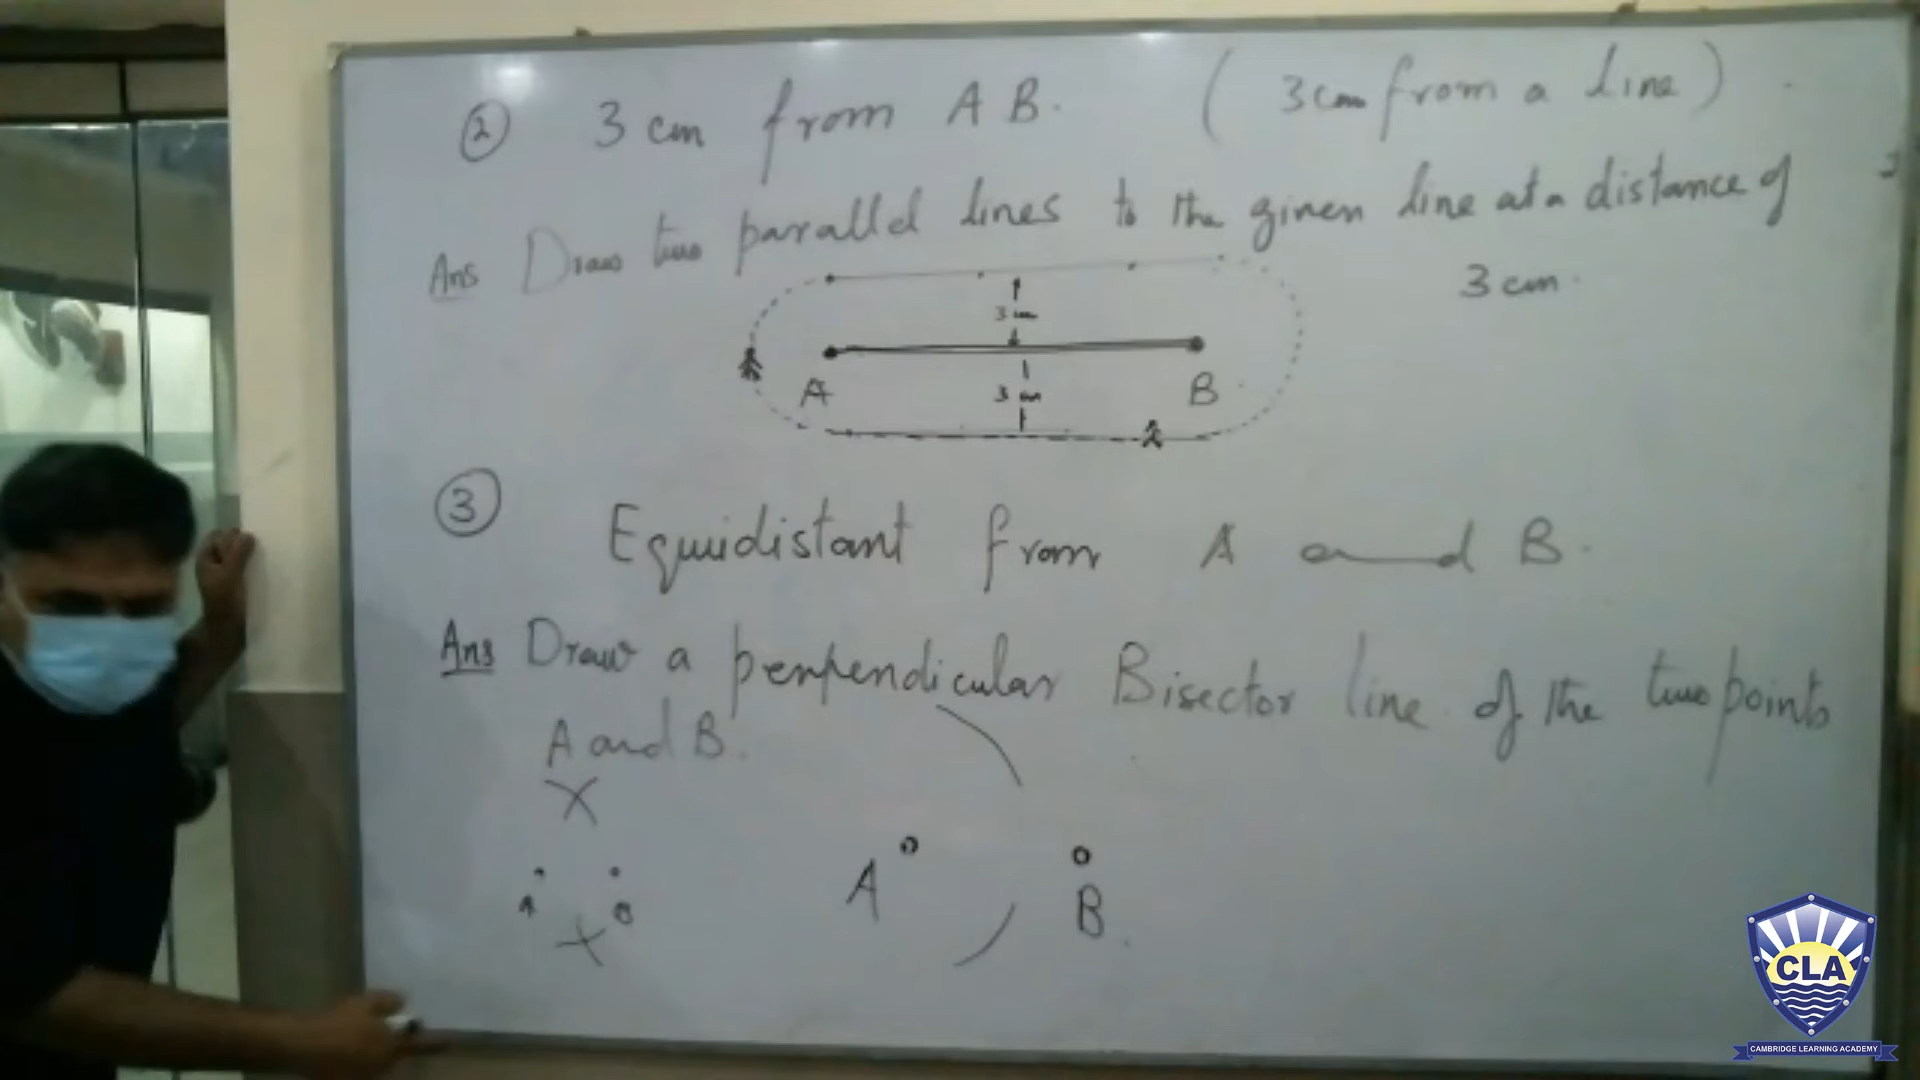 ② 3 cm from AB. (3cm from a line)
Ans Draw two parallel lines to the given line at a distance of
3 cm.
3 cm
A B
3 cm
③ Equidistant from A and B.
Ans Draw a perpendicular Bisector line of the two points
A and B.
A B
A B
CLA
CAMBRIDGE LEARNING ACADEMY